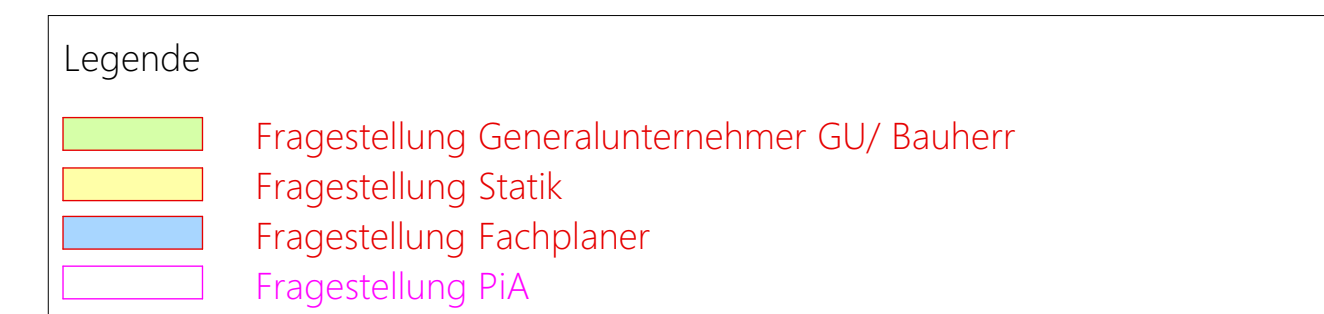 Legende
Fragestellung Generalunternehmer GU/ Bauherr
Fragestellung Statik
Fragestellung Fachplaner
Fragestellung PiA